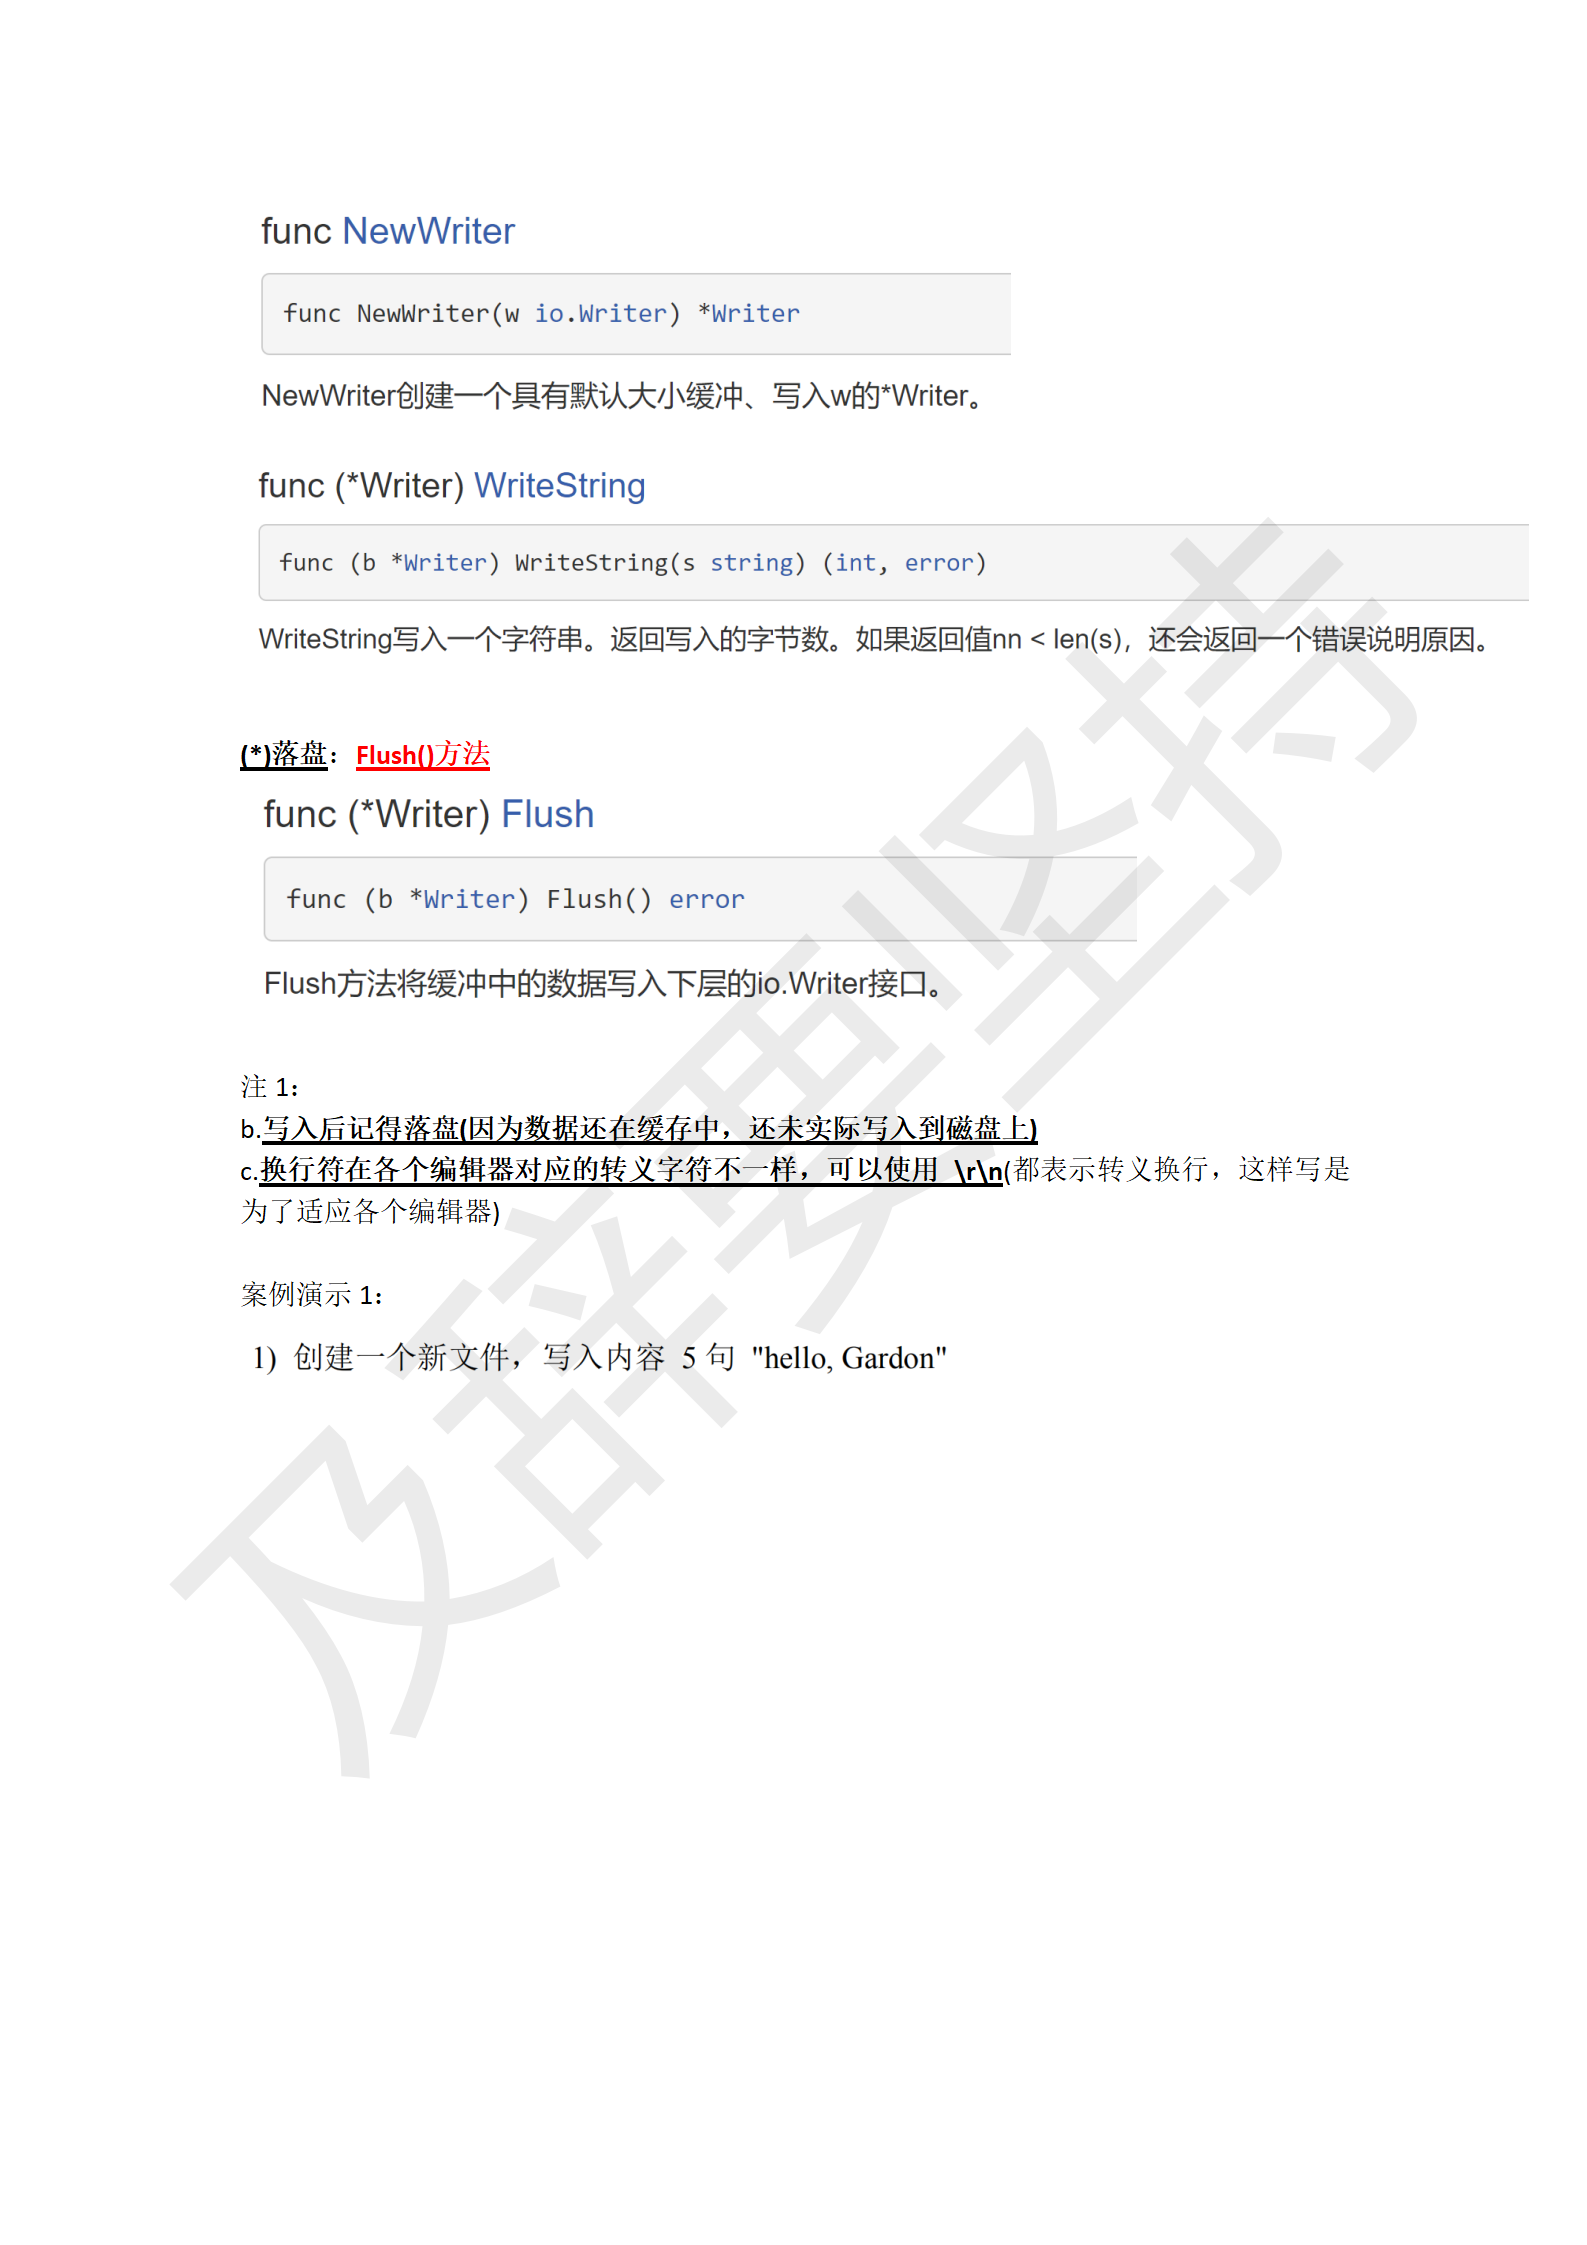 func NewWriter
func NewWriter(w io.Writer) *Writer
NewWriter创建一个具有默认大小缓冲、写入w的*Writer。
func (*Writer) WriteString
func (b *Writer) WriteString(s string) (int, error)
WriteString写入一个字符串。返回写入的字节数。如果返回值nn < len(s)，还会返回一个错误说明原因。
(*)落盘：Flush()方法
func (*Writer) Flush
func (b *Writer) Flush() error
Flush方法将缓冲中的数据写入下层的io.Writer接口。
注 1：
b.写入后记得落盘(因为数据还在缓存中，还未实际写入到磁盘上)
c.换行符在各个编辑器对应的转义字符不一样，可以使用 \r\n(都表示转义换行，这样写是
为了适应各个编辑器)
案例演示 1：
1) 创建一个新文件，写入内容 5 句 "hello, Gardon"
及辞要坚持